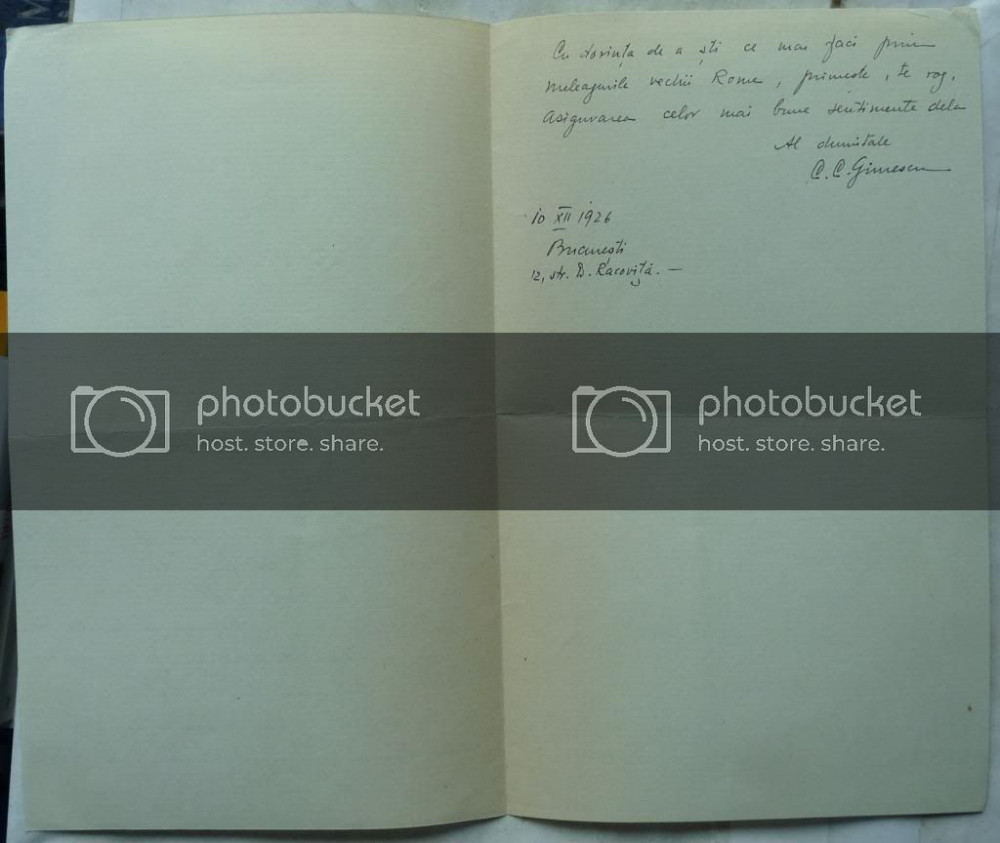 Cu dorința de a ști ce mai faci prin
meleagurile vechii Rome, primește, te rog,
asigurarea celor mai bune sentimente dela
Al dumitale
C. C. Giurescu
10 XII 1926
București
12, str. D. Racoviță. —
photobucket
host. store. share.
photobucket
host. store. share.